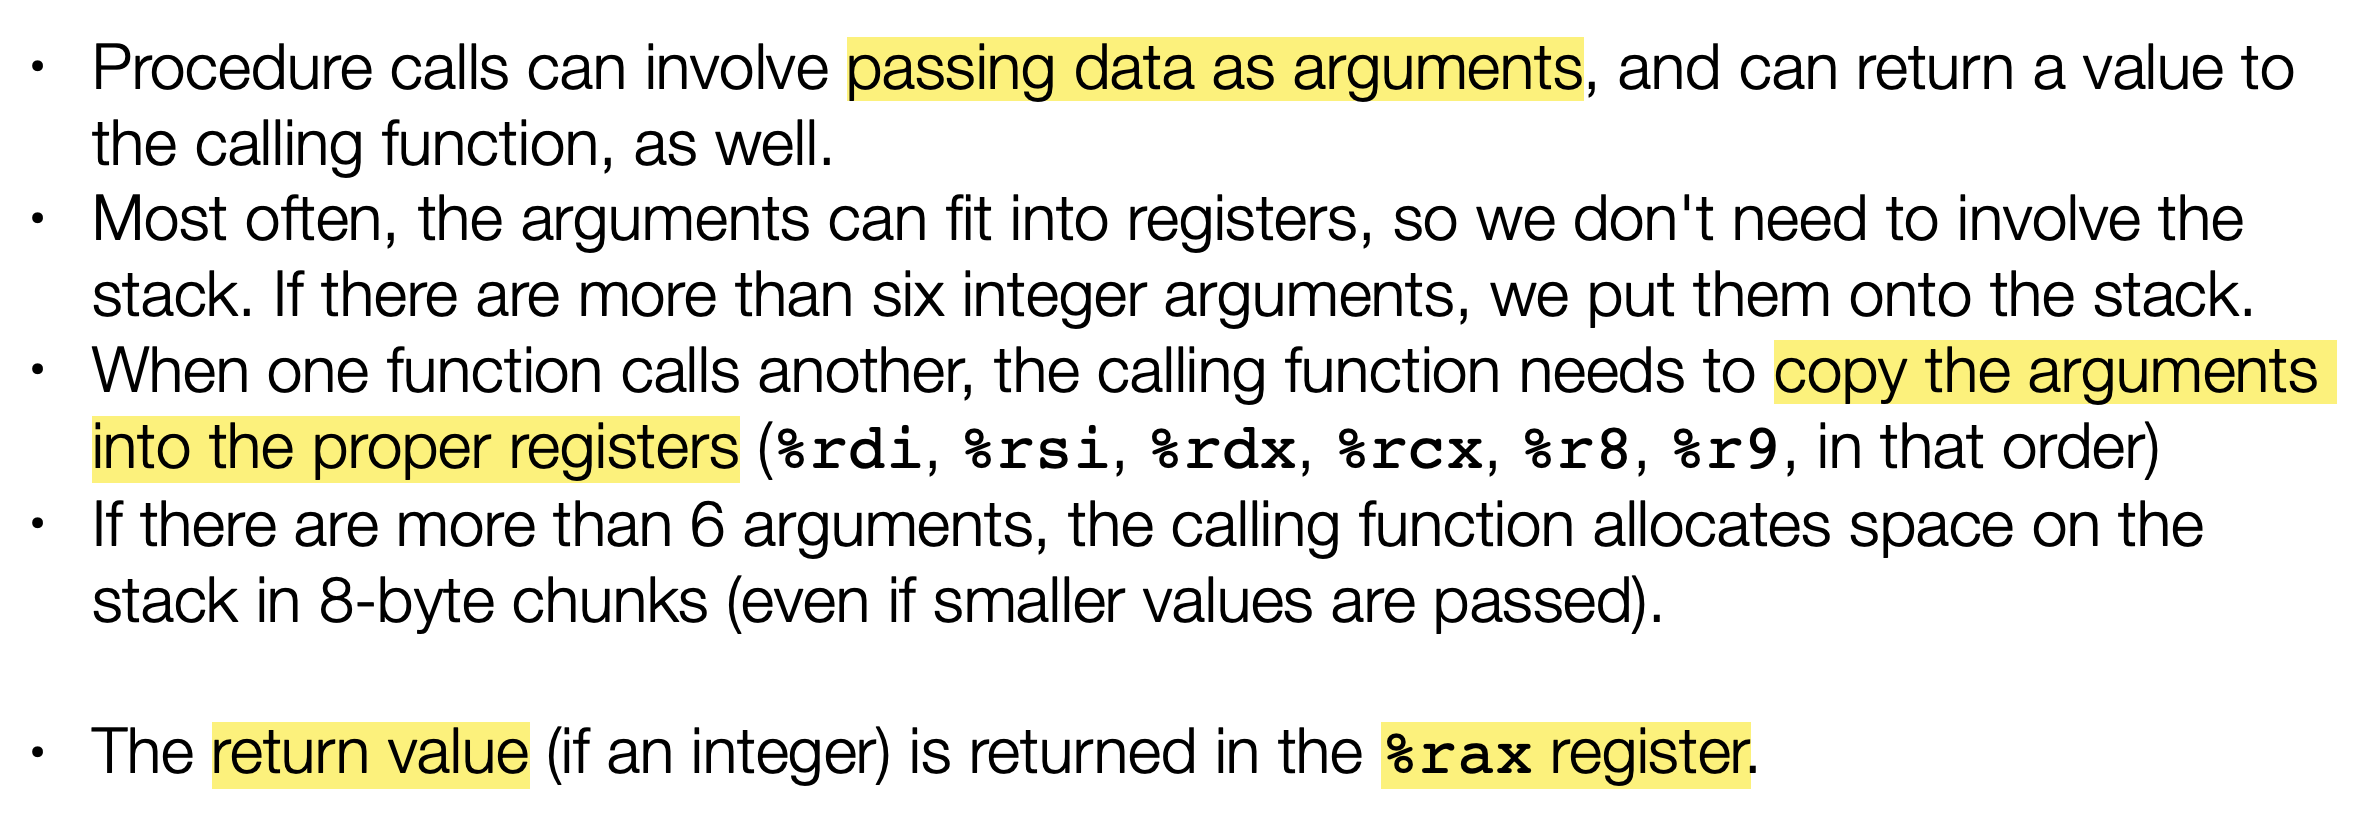 • Procedure calls can involve passing data as arguments, and can return a value to
the calling function, as well.
• Most often, the arguments can fit into registers, so we don't need to involve the
stack. If there are more than six integer arguments, we put them onto the stack.
• When one function calls another, the calling function needs to copy the arguments
into the proper registers (%rdi, %rsi, %rdx, %rcx, %r8, %r9, in that order)
• If there are more than 6 arguments, the calling function allocates space on the
stack in 8-byte chunks (even if smaller values are passed).
• The return value (if an integer) is returned in the %rax register.